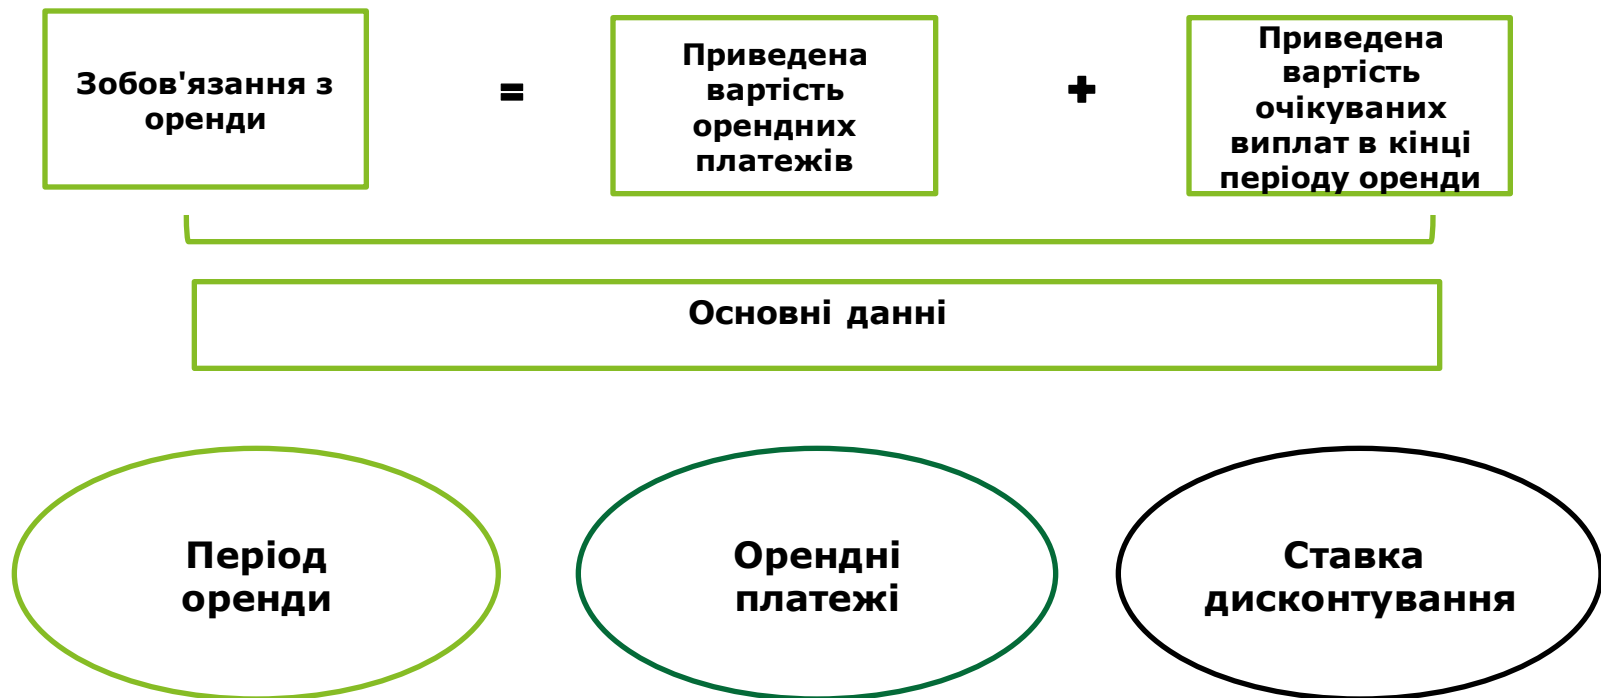 Зобов'язання з
оренди
=
Приведена
вартість
орендних
платежів
+
Приведена
вартість
очікуваних
виплат в кінці
періоду оренди
Основні данні
Період
оренди
Орендні
платежі
Ставка
дисконтування